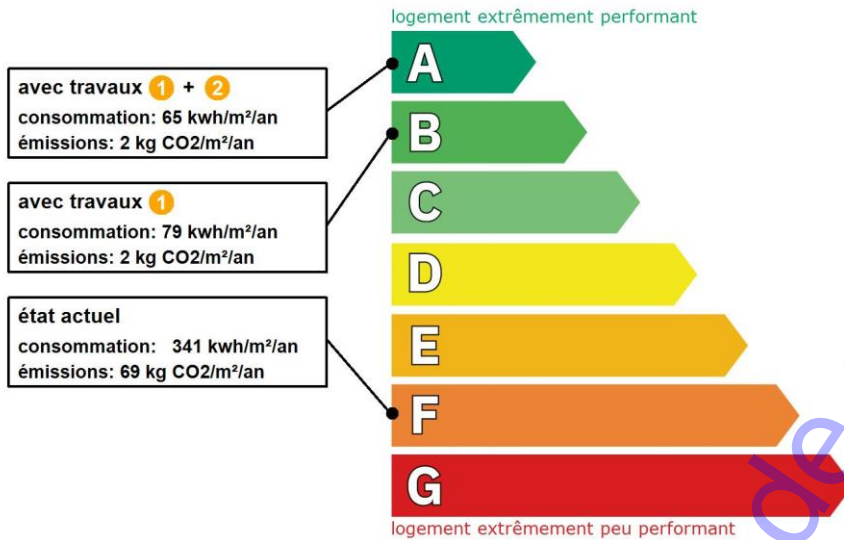 logement extrêmement performant
avec travaux 1 + 2
consommation: 65 kwh/m²/an
émissions: 2 kg CO2/m²/an
avec travaux 1
consommation: 79 kwh/m²/an
émissions: 2 kg CO2/m²/an
état actuel
consommation: 341 kwh/m²/an
émissions: 69 kg CO2/m²/an
A
B
C
D
E
F
G
logement extrêmement peu performant
de